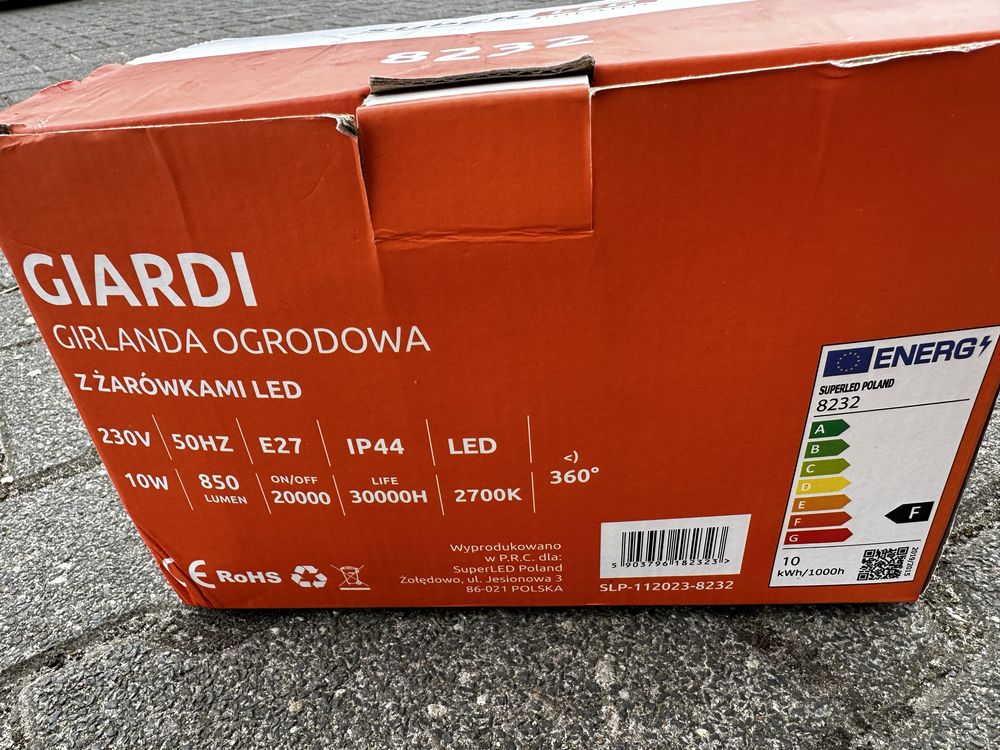 8232
GIARDI
GIRLANDA OGRODOWA
Z ŻARÓWKAMI LED
230V 50HZ E27 IP44 LED
<) 360°
10W 850 LUMEN ON/OFF 20000 LIFE 30000H 2700K
CE RoHS
Wyprodukowano
w P.R.C. dla:
SuperLED Poland
Żołędowo, ul. Jesionowa 3
86-021 POLSKA
5 903796 182323 >
SLP-112023-8232
ENERG
SUPERLED POLAND
8232
A
B
C
D
E
F
G
F
10
kWh/1000h
2019/2015